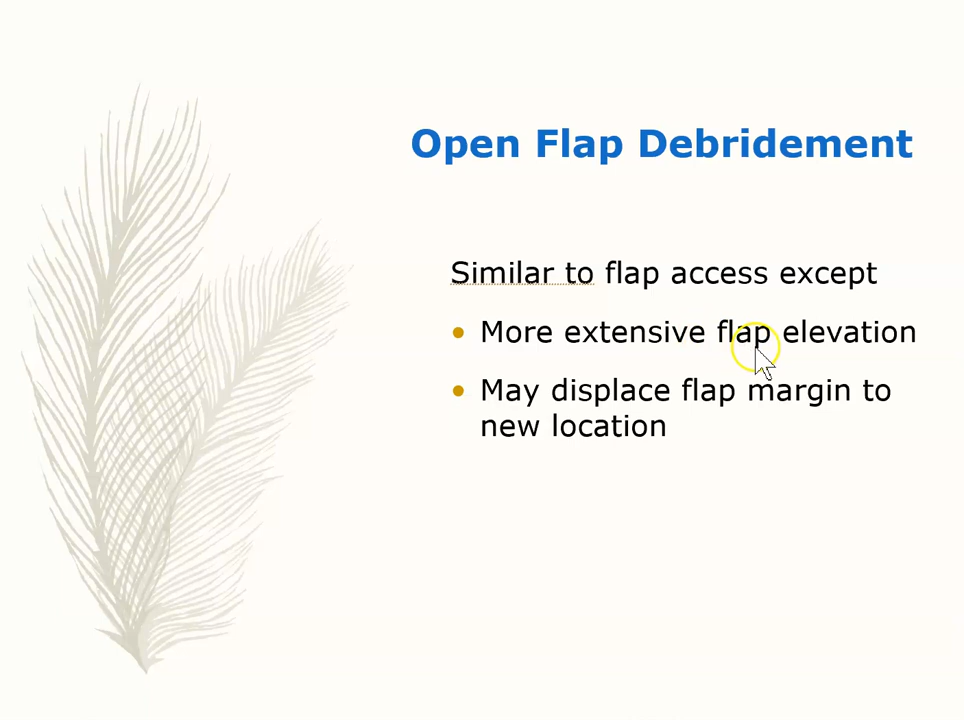 Open Flap Debridement
Similar to flap access except
• More extensive flap elevation
• May displace flap margin to
new location